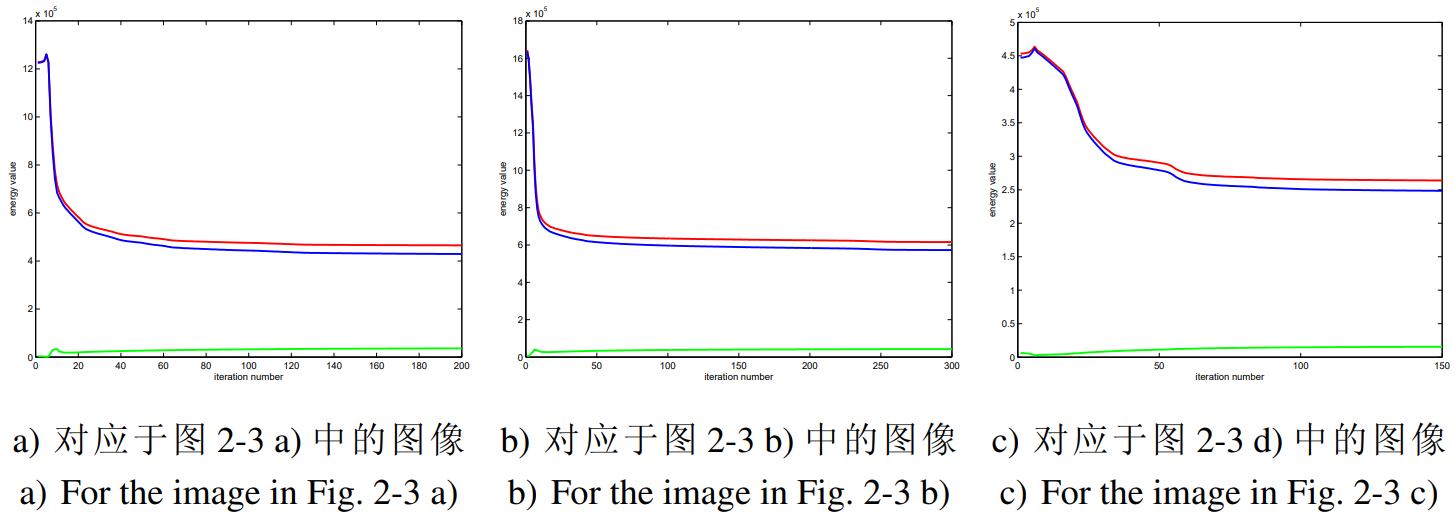 × 10⁵
14
12
10
8
6
4
2
0
energy value
0 20 40 60 80 100 120 140 160 180 200
iteration number
× 10⁵
18
16
14
12
10
8
6
4
2
0
energy value
0 50 100 150 200 250 300
iteration number
× 10⁵
5
4.5
4
3.5
3
2.5
2
1.5
1
0.5
0
energy value
0 50 100 150
iteration number
a) 对应于图 2-3 a) 中的图像
a) For the image in Fig. 2-3 a)
b) 对应于图 2-3 b) 中的图像
b) For the image in Fig. 2-3 b)
c) 对应于图 2-3 d) 中的图像
c) For the image in Fig. 2-3 c)